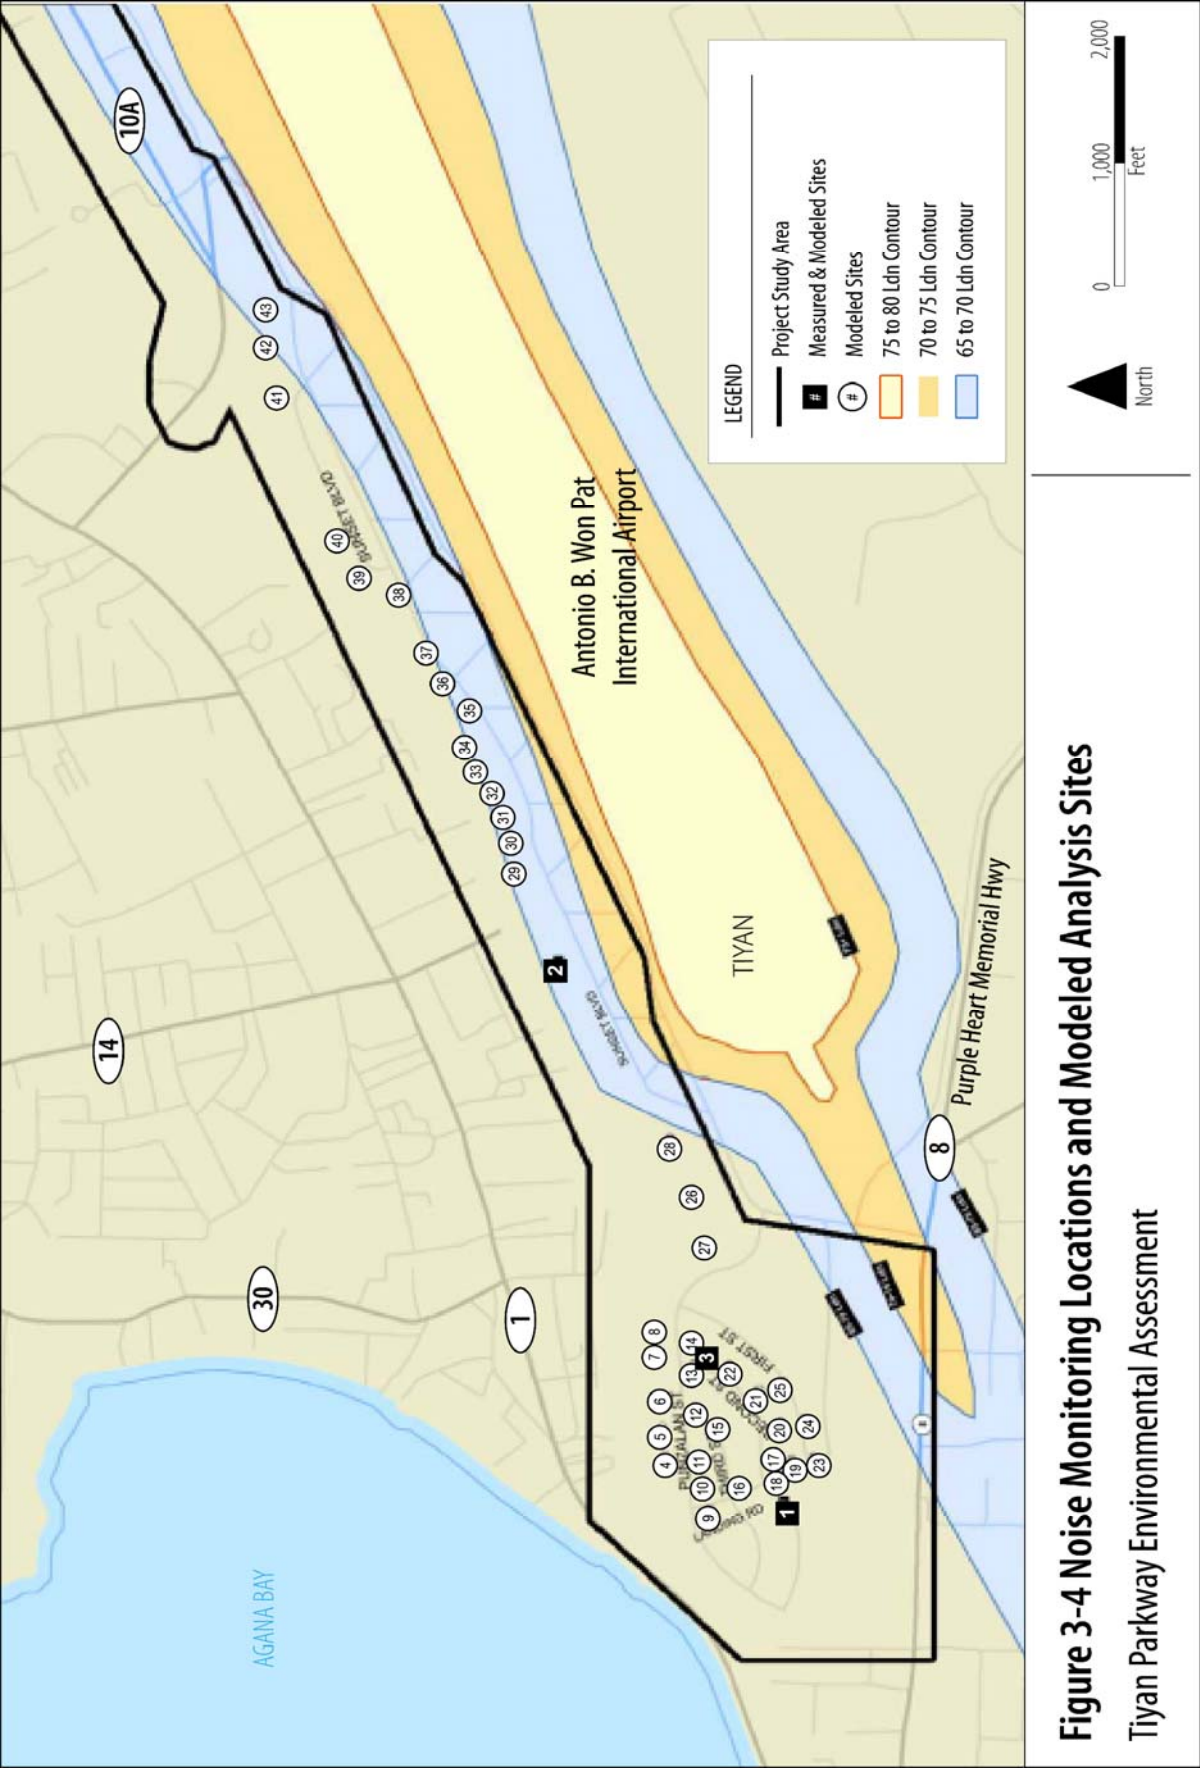 AGANA BAY
14
30
1
10A
8
43
42
41
SUNSET BLVD
40
39
38
37
36
35
34
33
32
31
30
29
2
SUNSET BLVD
28
26
27
8
7
14
3
13
6
22
FIRST ST
SECOND ST
5
12
21
25
4
PUNZALAN ST
11
15
20
24
10
17
16
19
23
18
9
1
Antonio B. Won Pat
International Airport
TIYAN
Purple Heart Memorial Hwy
LEGEND
Project Study Area
# Measured & Modeled Sites
# Modeled Sites
75 to 80 Ldn Contour
70 to 75 Ldn Contour
65 to 70 Ldn Contour
Figure 3-4 Noise Monitoring Locations and Modeled Analysis Sites
Tiyan Parkway Environmental Assessment
North
0 1,000 2,000
Feet